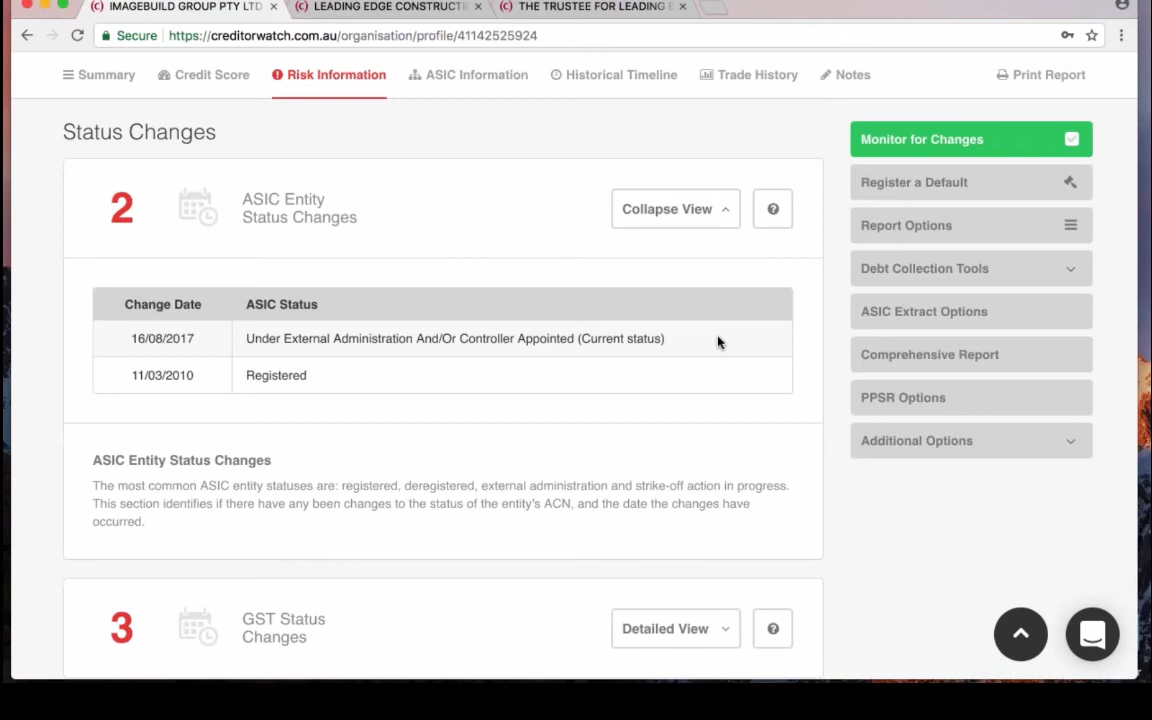 IMAGEBUILD GROUP PTY LTD
LEADING EDGE CONSTRUCTI
THE TRUSTEE FOR LEADING E
Secure https://creditorwatch.com.au/organisation/profile/41142525924
Summary
Credit Score
Risk Information
ASIC Information
Historical Timeline
Trade History
Notes
Print Report
Status Changes
2
ASIC Entity
Status Changes
Collapse View
?
Change Date ASIC Status
16/08/2017 Under External Administration And/Or Controller Appointed (Current status)
11/03/2010 Registered
ASIC Entity Status Changes
The most common ASIC entity statuses are: registered, deregistered, external administration and strike-off action in progress.
This section identifies if there have any been changes to the status of the entity's ACN, and the date the changes have
occurred.
3
GST Status
Changes
Detailed View
?
Monitor for Changes
Register a Default
Report Options
Debt Collection Tools
ASIC Extract Options
Comprehensive Report
PPSR Options
Additional Options